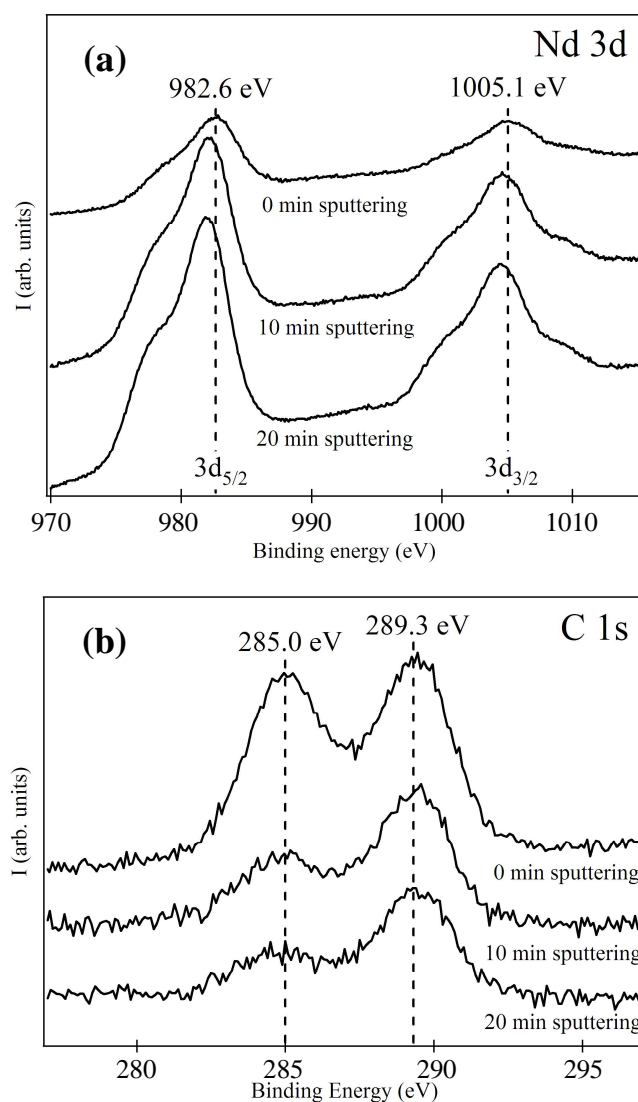 (a)
Nd 3d
982.6 eV
1005.1 eV
0 min sputtering
10 min sputtering
20 min sputtering
3d5/2
3d3/2
I (arb. units)
970
980
990
1000
1010
Binding energy (eV)
(b)
C 1s
285.0 eV
289.3 eV
0 min sputtering
10 min sputtering
20 min sputtering
I (arb. units)
280
285
290
295
Binding Energy (eV)